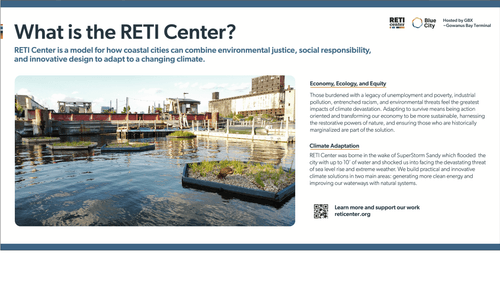 What is the RETI Center?
RETI
center
Blue
City
Hosted by GBX
~Gowanus Bay Terminal
RETI Center is a model for how coastal cities can combine environmental justice, social responsibility,
and innovative design to adapt to a changing climate.
Economy, Ecology, and Equity
Those burdened with a legacy of unemployment and poverty, industrial
pollution, entrenched racism, and environmental threats feel the greatest
impacts of climate devastation. Adapting to survive means being action
oriented and transforming our economy to be more sustainable, harnessing
the restorative powers of nature, and ensuring those who are historically
marginalized are part of the solution.
Climate Adaptation
RETI Center was borne in the wake of SuperStorm Sandy which flooded the
city with up to 10' of water and shocked us into facing the devastating threat
of sea level rise and extreme weather. We build practical and innovative
climate solutions in two main areas: generating more clean energy and
improving our waterways with natural systems.
Learn more and support our work
reticenter.org